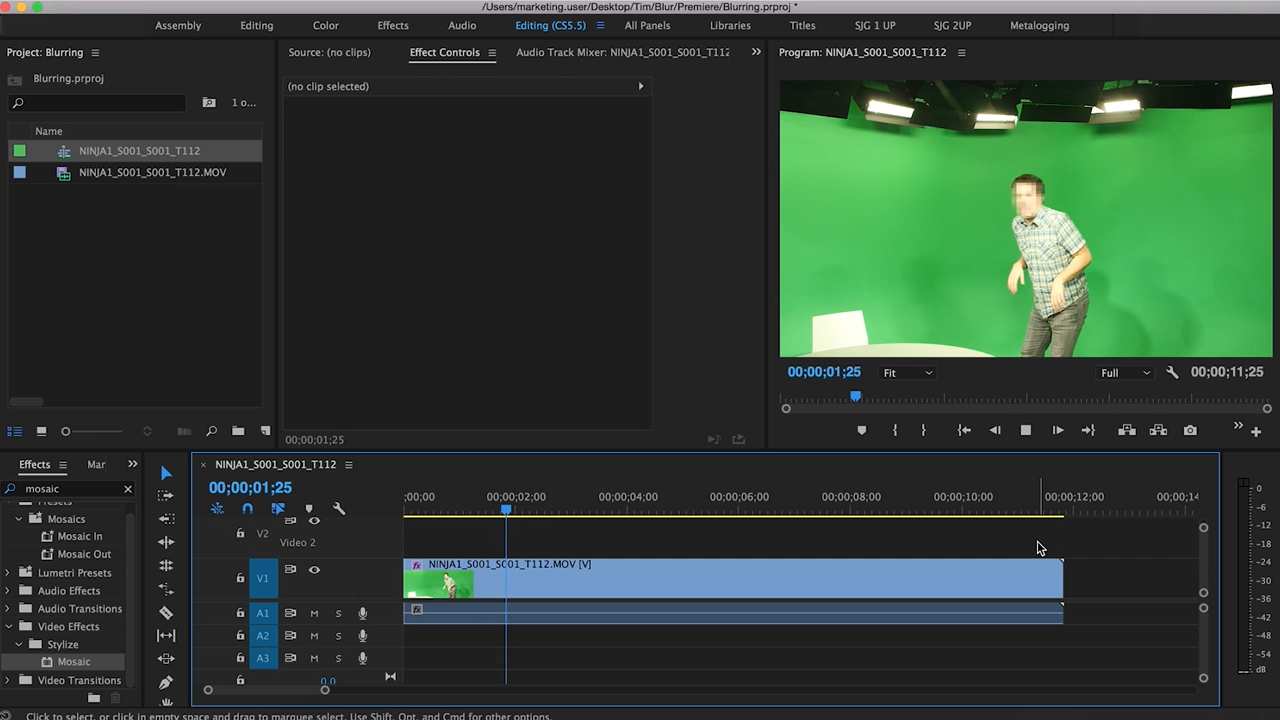 /Users/marketing.user/Desktop/Tim/Blur/Premiere/Blurring.prproj *
Assembly Editing Color Effects Audio Editing (CS5.5) All Panels Libraries Titles SJG 1 UP SJG 2UP Metalogging
Project: Blurring
Source: (no clips) Effect Controls Audio Track Mixer: NINJA1_S001_S001_T112
Program: NINJA1_S001_S001_T112
Blurring.prproj
(no clip selected)
1 o...
Name
NINJA1_S001_S001_T112
NINJA1_S001_S001_T112.MOV
00;00;01;25 Fit Full 00;00;11;25
00;00;01;25
Effects Mar
NINJA1_S001_S001_T112
mosaic
00;00;01;25
;00;00 00;00;02;00 00;00;04;00 00;00;06;00 00;00;08;00 00;00;10;00 00;00;12;00 00;00;14
Presets
Mosaics
Mosaic In
Mosaic Out
Lumetri Presets
Audio Effects
Audio Transitions
Video Effects
Stylize
Mosaic
Video Transitions
V2
Video 2
V1
fx NINJA1_S001_S001_T112.MOV [V]
A1 M S fx
A2 M S
A3 M S
0.0
0
-6
-12
-18
-24
-30
-36
-42
-48
-54
dB
Click to select, or click in empty space and drag to marquee select. Use Shift, Opt, and Cmd for other options.